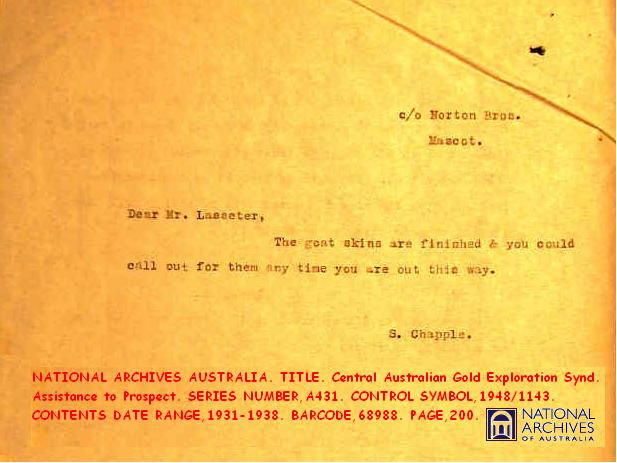 c/o Norton Bros.
Mascot.
Dear Mr. Lasseter,
The goat skins are finished & you could
call out for them any time you are out this way.
S. Chapple.
NATIONAL ARCHIVES AUSTRALIA. TITLE. Central Australian Gold Exploration Synd.
Assistance to Prospect. SERIES NUMBER,A431. CONTROL SYMBOL,1948/1143.
CONTENTS DATE RANGE,1931-1938. BARCODE,68988. PAGE,200.
NATIONAL
ARCHIVES
OF AUSTRALIA